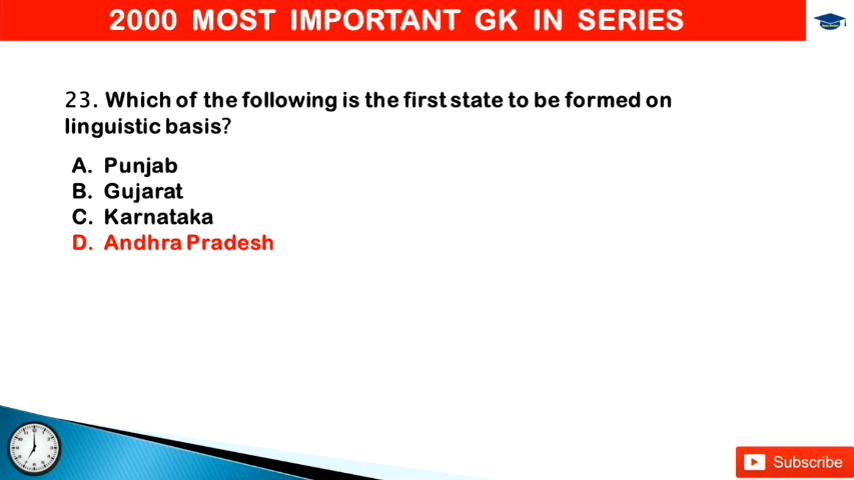 2000 MOST IMPORTANT GK IN SERIES
23. Which of the following is the first state to be formed on
linguistic basis?
A. Punjab
B. Gujarat
C. Karnataka
D. Andhra Pradesh
Subscribe